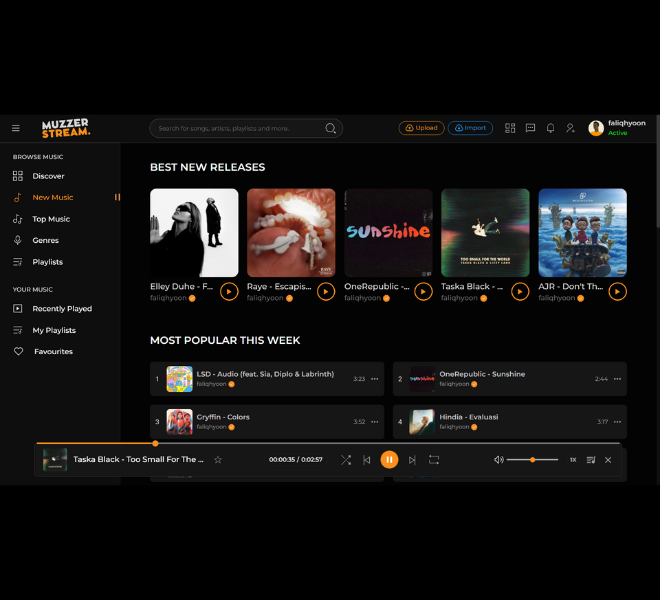 MUZZER
STREAM.
Search for songs, artists, playlists and more..
Upload
Import
faliqhyoon
Active
BROWSE MUSIC
Discover
New Music
Top Music
Genres
Playlists
YOUR MUSIC
Recently Played
My Playlists
Favourites
BEST NEW RELEASES
sunshine
TOO SMALL FOR THE WORLD
Elley Duhe - F...
faliqhyoon
Raye - Escapis...
faliqhyoon
OneRepublic -...
faliqhyoon
Taska Black - ...
faliqhyoon
AJR - Don't Th...
faliqhyoon
MOST POPULAR THIS WEEK
1 LSD - Audio (feat. Sia, Diplo & Labrinth) 3:23
faliqhyoon
2 OneRepublic - Sunshine 2:44
faliqhyoon
3 Gryffin - Colors 3:52
faliqhyoon
4 Hindia - Evaluasi 3:17
faliqhyoon
Taska Black - Too Small For The ... 00:00:35 / 0:02:57 1X